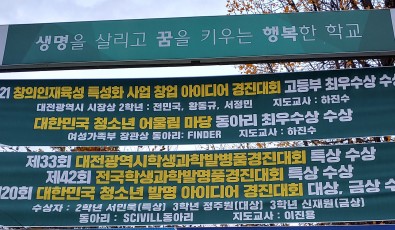 생명을 살리고 꿈을 키우는 행복한 학교
21 창의인재육성 특성화 사업 창업 아이디어 경진대회 고등부 최우수상 수상
대전광역시 시장상 2학년 : 전민국, 황동규, 서정민 지도교사 : 하진수
대한민국 청소년 어울림 마당 동아리 최우수상 수상
여성가족부 장관상 동아리: FINDER 지도교사 : 하진수
제33회 대전광역시학생과학발명품경진대회 특상 수상
제42회 전국학생과학발명품경진대회 특상 수상
120회 대한민국 청소년 발명 아이디어 경진대회 대상, 금상 수
수상자 : 2학년 서민욱(특상) 3학년 정주원(대상) 3학년 신재원(금상)
동아리 : SCIVILL동아리 지도교사 : 이진용